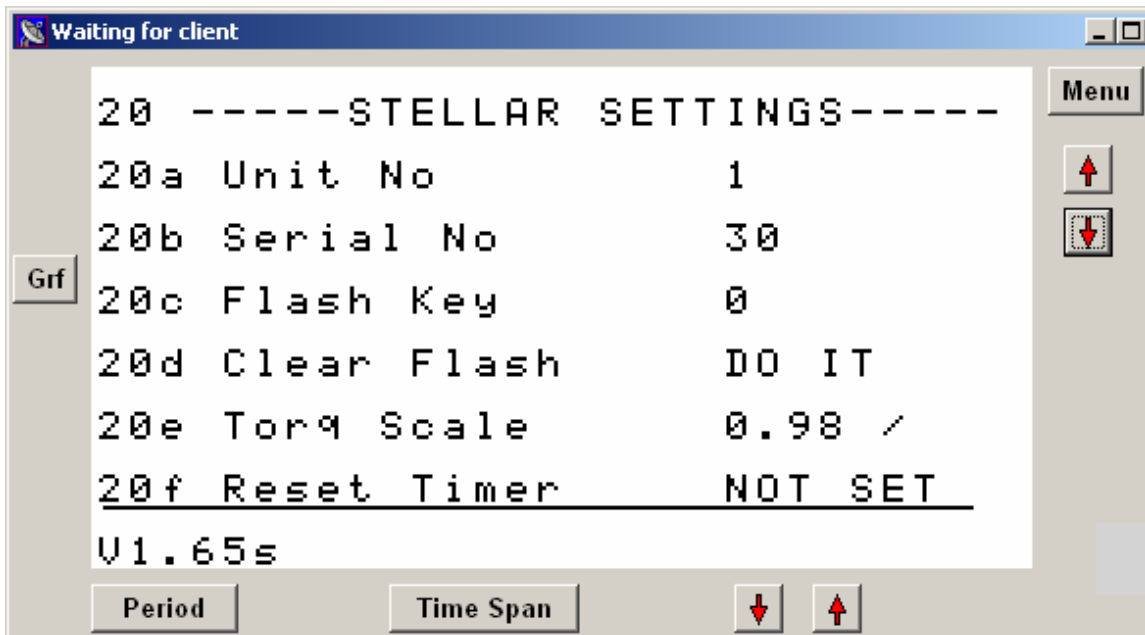 Waiting for client
20 -----STELLAR SETTINGS-----
Menu
20a Unit No 1
20b Serial No 30
Grf
20c Flash Key 0
20d Clear Flash DO IT
20e Torq Scale 0.98 /
20f Reset Timer NOT SET
V1.65s
Period
Time Span